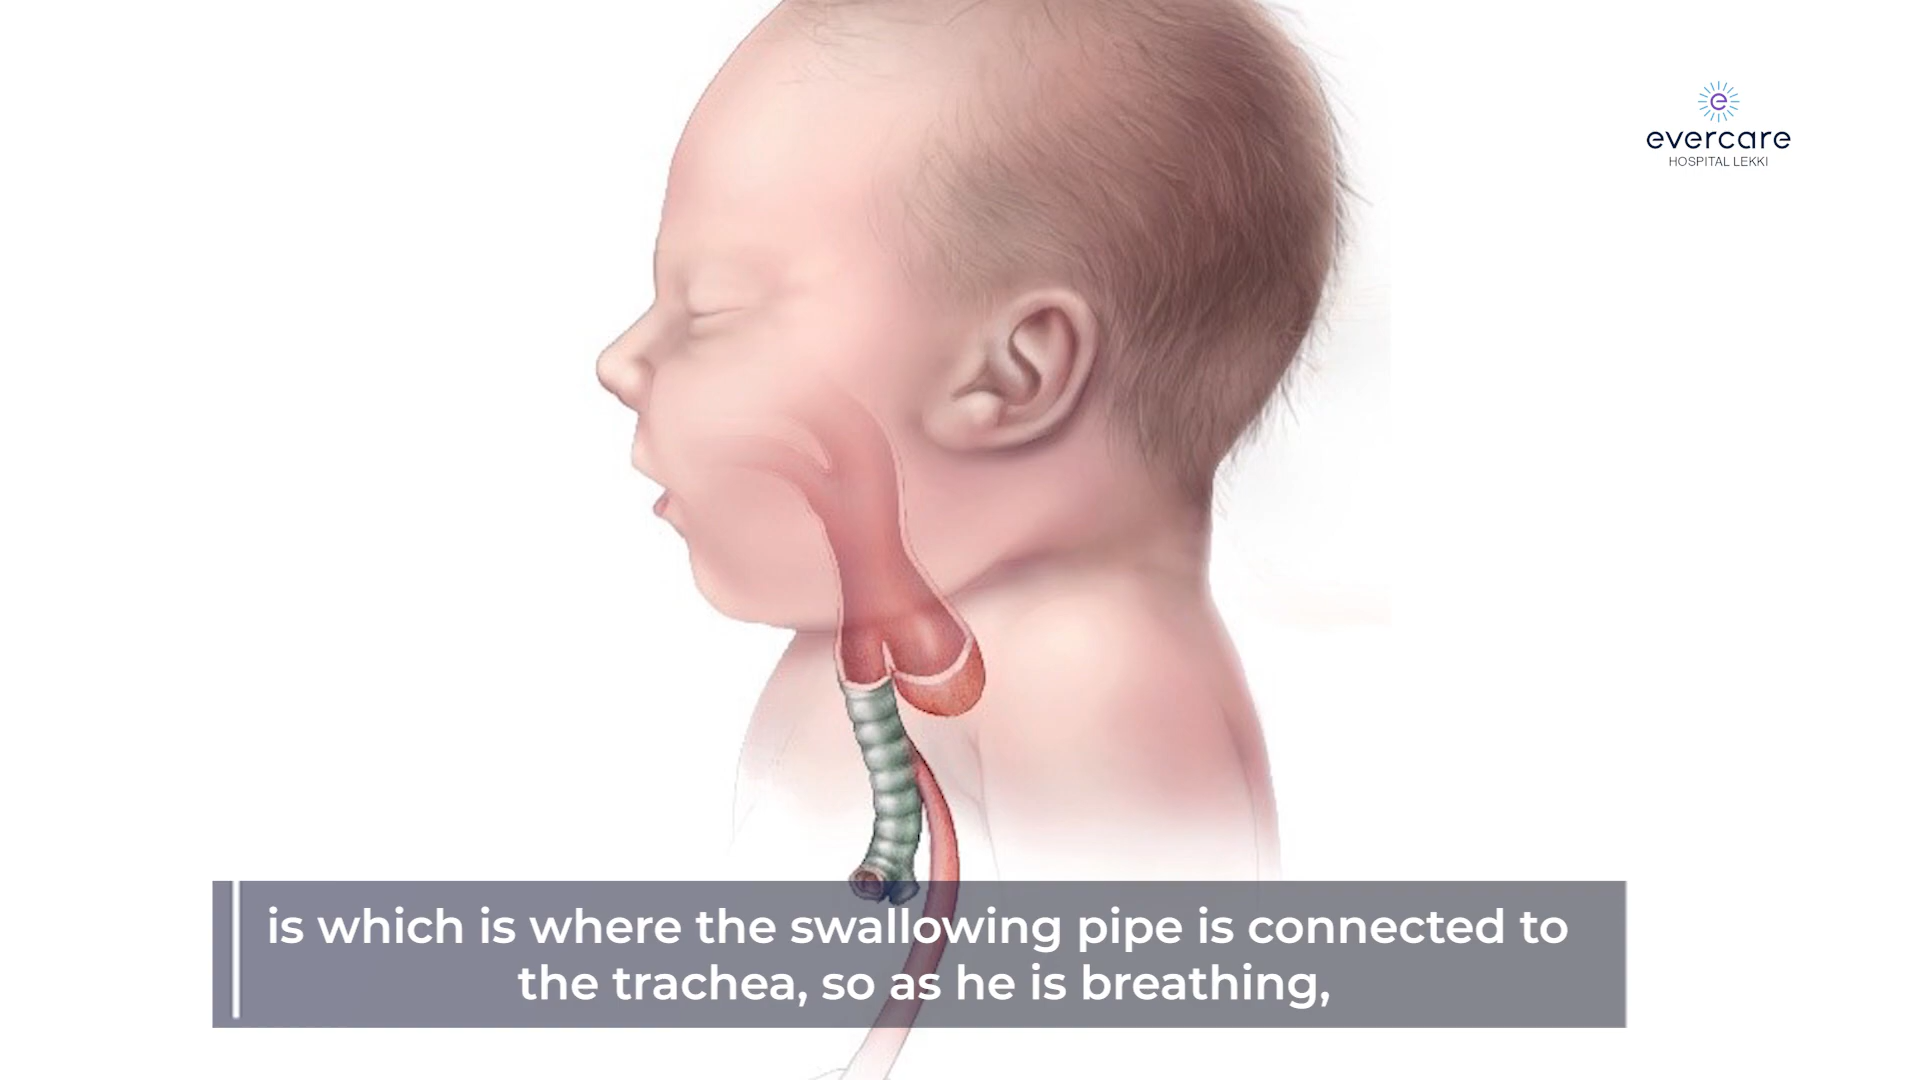 e
evercare
HOSPITAL LEKKI
is which is where the swallowing pipe is connected to
the trachea, so as he is breathing,